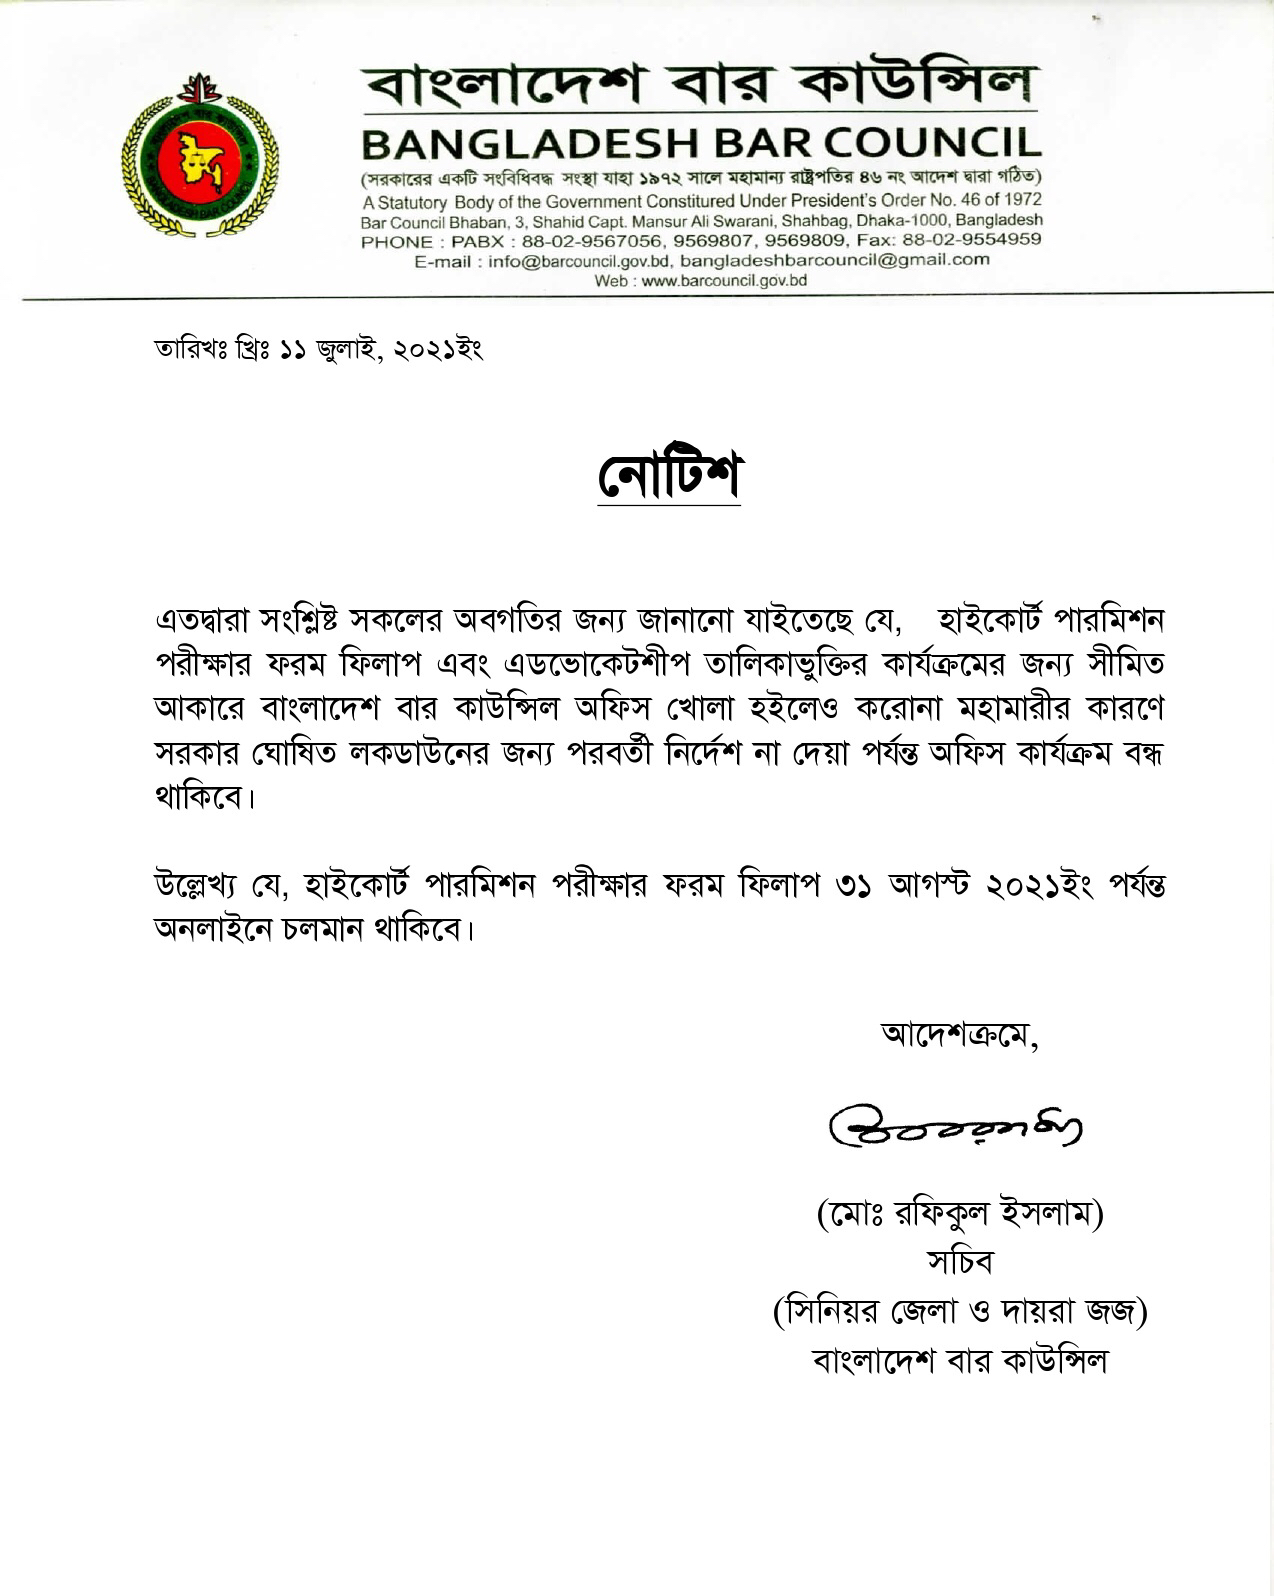 বাংলাদেশ বার কাউন্সিল
BANGLADESH BAR COUNCIL
(সরকারের একটি সংবিধিবদ্ধ সংস্থা যাহা ১৯৭২ সালে মহামান্য রাষ্ট্রপতির ৪৬ নং আদেশ দ্বারা গঠিত)
A Statutory Body of the Government Constitured Under President's Order No. 46 of 1972
Bar Council Bhaban, 3, Shahid Capt. Mansur Ali Swarani, Shahbag, Dhaka-1000, Bangladesh
PHONE : PABX : 88-02-9567056, 9569807, 9569809, Fax: 88-02-9554959
E-mail : info@barcouncil.gov.bd, bangladeshbarcouncil@gmail.com
Web : www.barcouncil.gov.bd
তারিখঃ খ্রিঃ ১১ জুলাই, ২০২১ইং
নোটিশ
এতদ্বারা সংশ্লিষ্ট সকলের অবগতির জন্য জানানো যাইতেছে যে, হাইকোর্ট পারমিশন
পরীক্ষার ফরম ফিলাপ এবং এডভোকেটশীপ তালিকাভুক্তির কার্যক্রমের জন্য সীমিত
আকারে বাংলাদেশ বার কাউন্সিল অফিস খোলা হইলেও করোনা মহামারীর কারণে
সরকার ঘোষিত লকডাউনের জন্য পরবর্তী নির্দেশ না দেয়া পর্যন্ত অফিস কার্যক্রম বন্ধ
থাকিবে।
উল্লেখ্য যে, হাইকোর্ট পারমিশন পরীক্ষার ফরম ফিলাপ ৩১ আগস্ট ২০২১ইং পর্যন্ত
অনলাইনে চলমান থাকিবে।
আদেশক্রমে,
(মোঃ রফিকুল ইসলাম)
সচিব
(সিনিয়র জেলা ও দায়রা জজ)
বাংলাদেশ বার কাউন্সিল